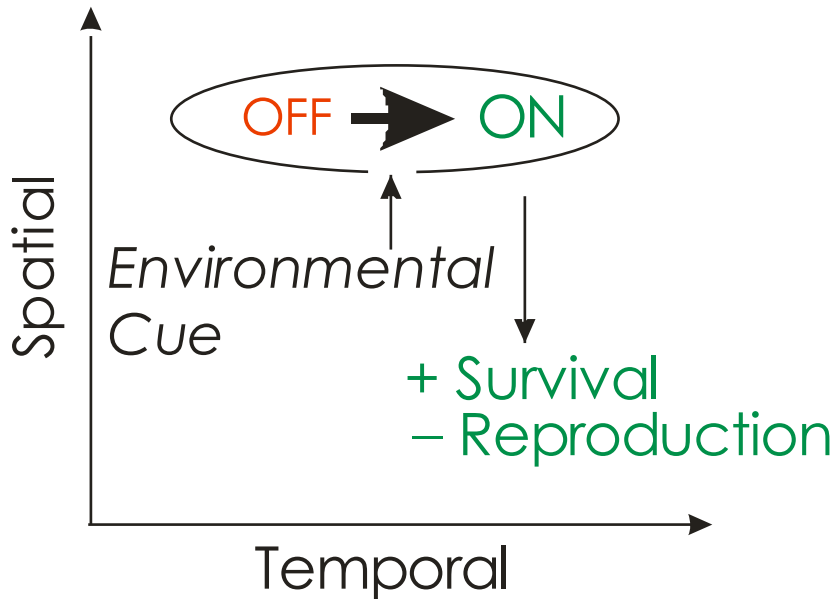 OFF ON
Spatial
Environmental
Cue
+ Survival
– Reproduction
Temporal